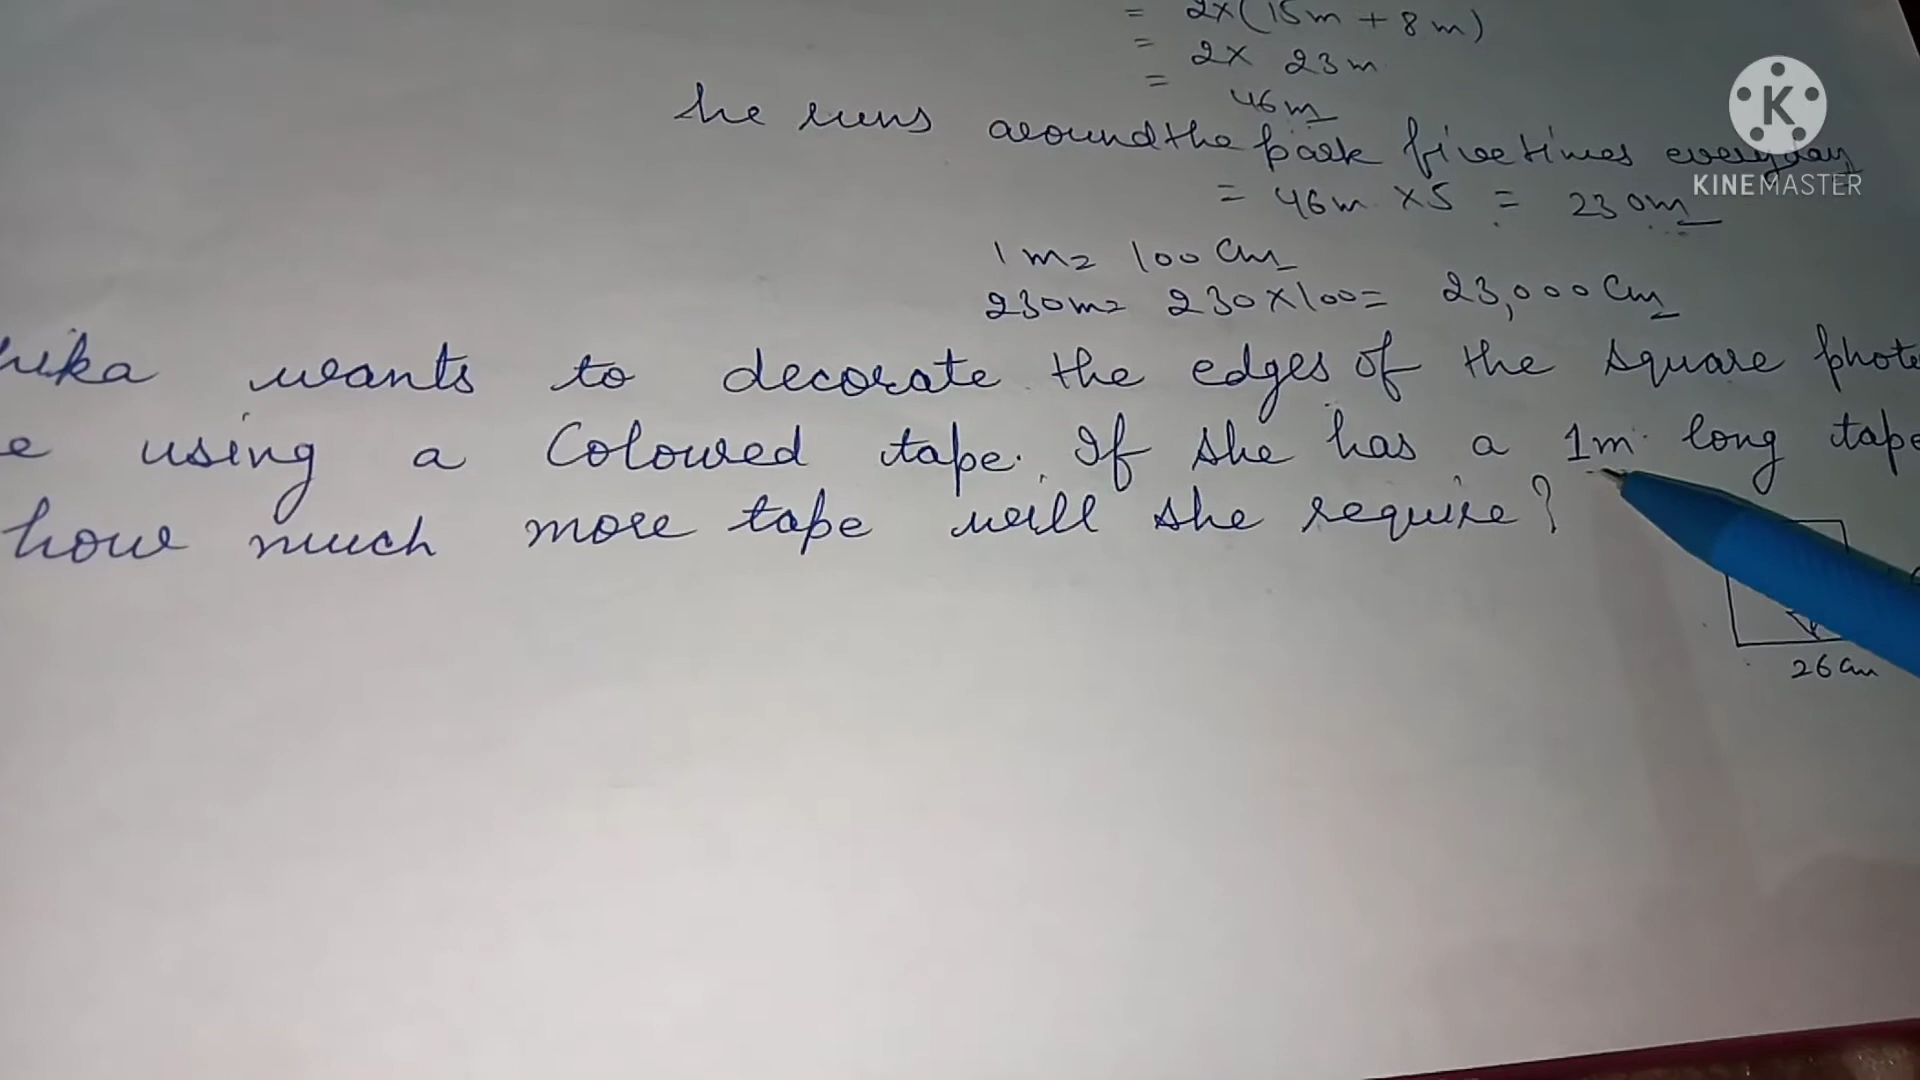 = 2×(15m + 8m)
= 2× 23m
= 46m
he runs around the park five times everyday
= 46m ×5 = 230m
1m= 100 cm
230m= 230×100= 23,000 cm
wants to decorate the edges of the square
using a Coloured tape. If she has a 1m long tape
how much more tape will she require?
26 cm
K
KINEMASTER